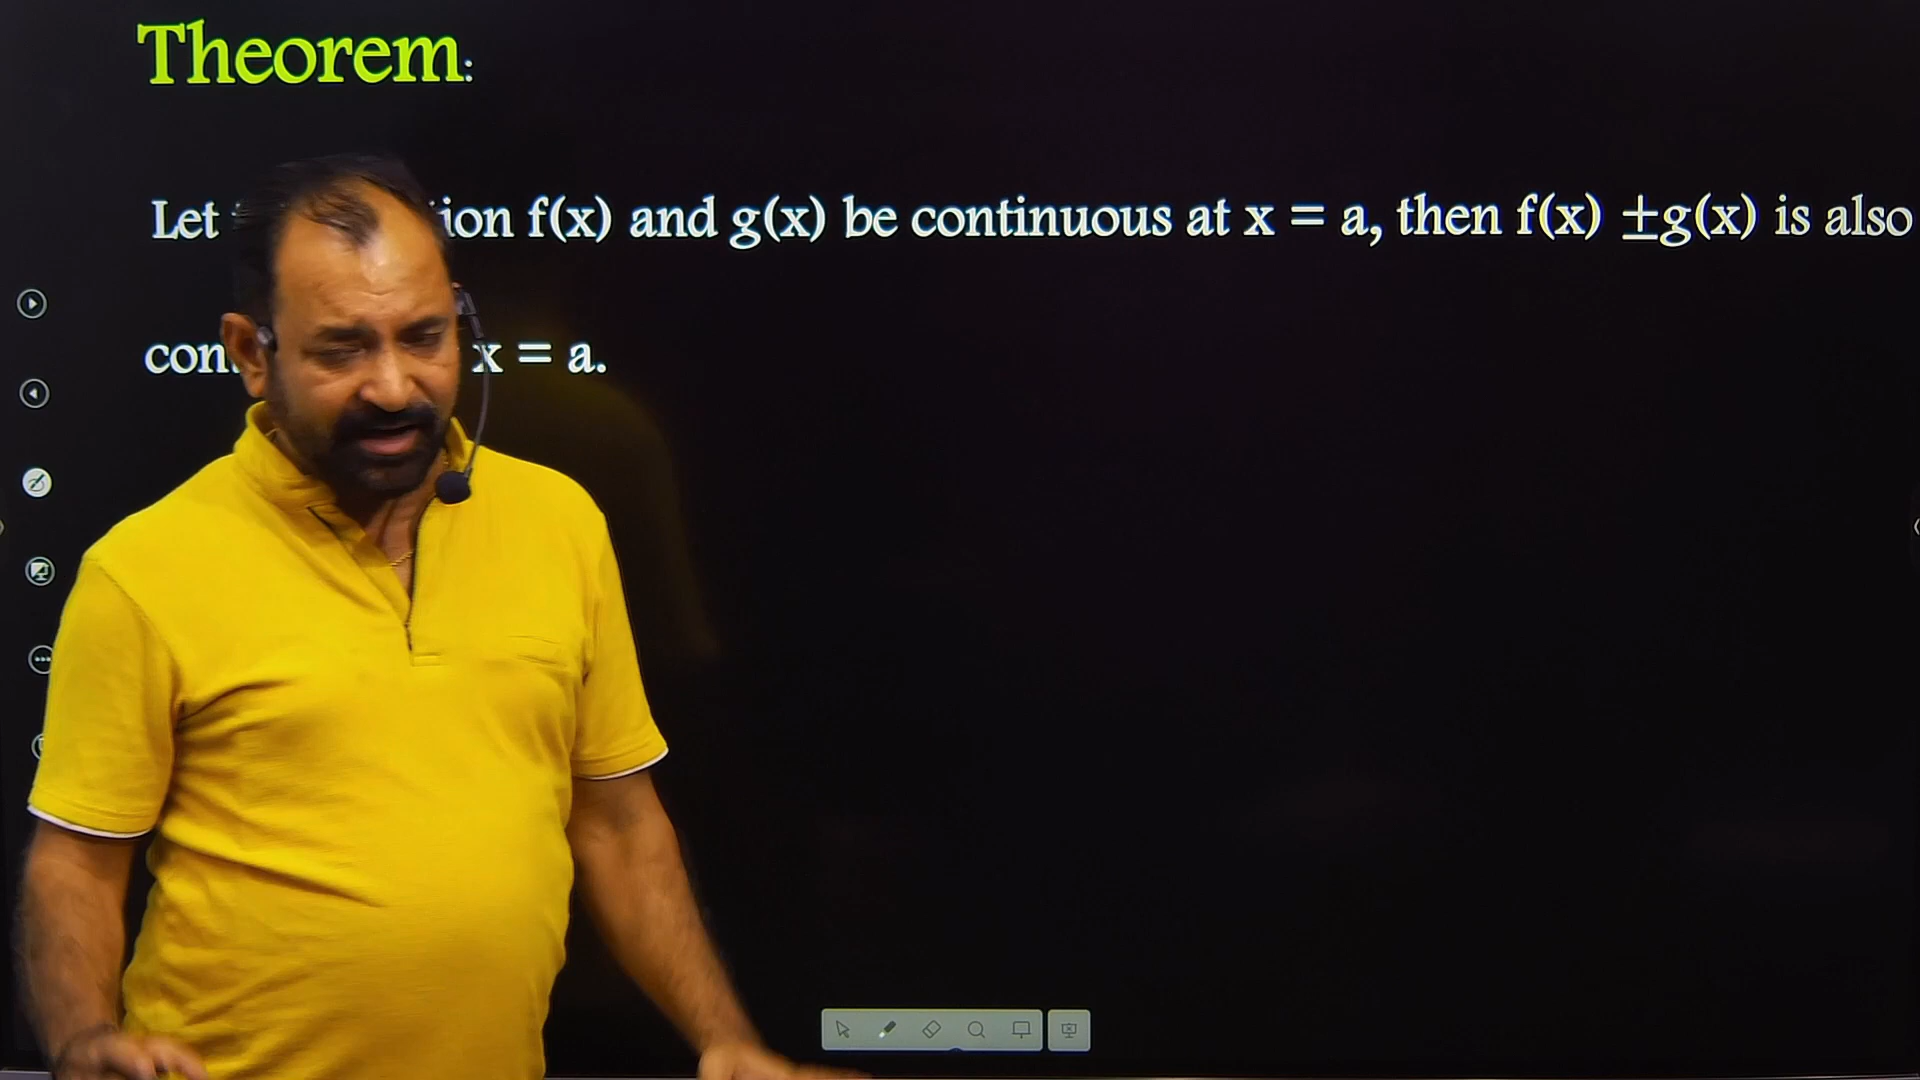 Theorem:
Let ion f(x) and g(x) be continuous at x = a, then f(x) ±g(x) is also
con x = a.